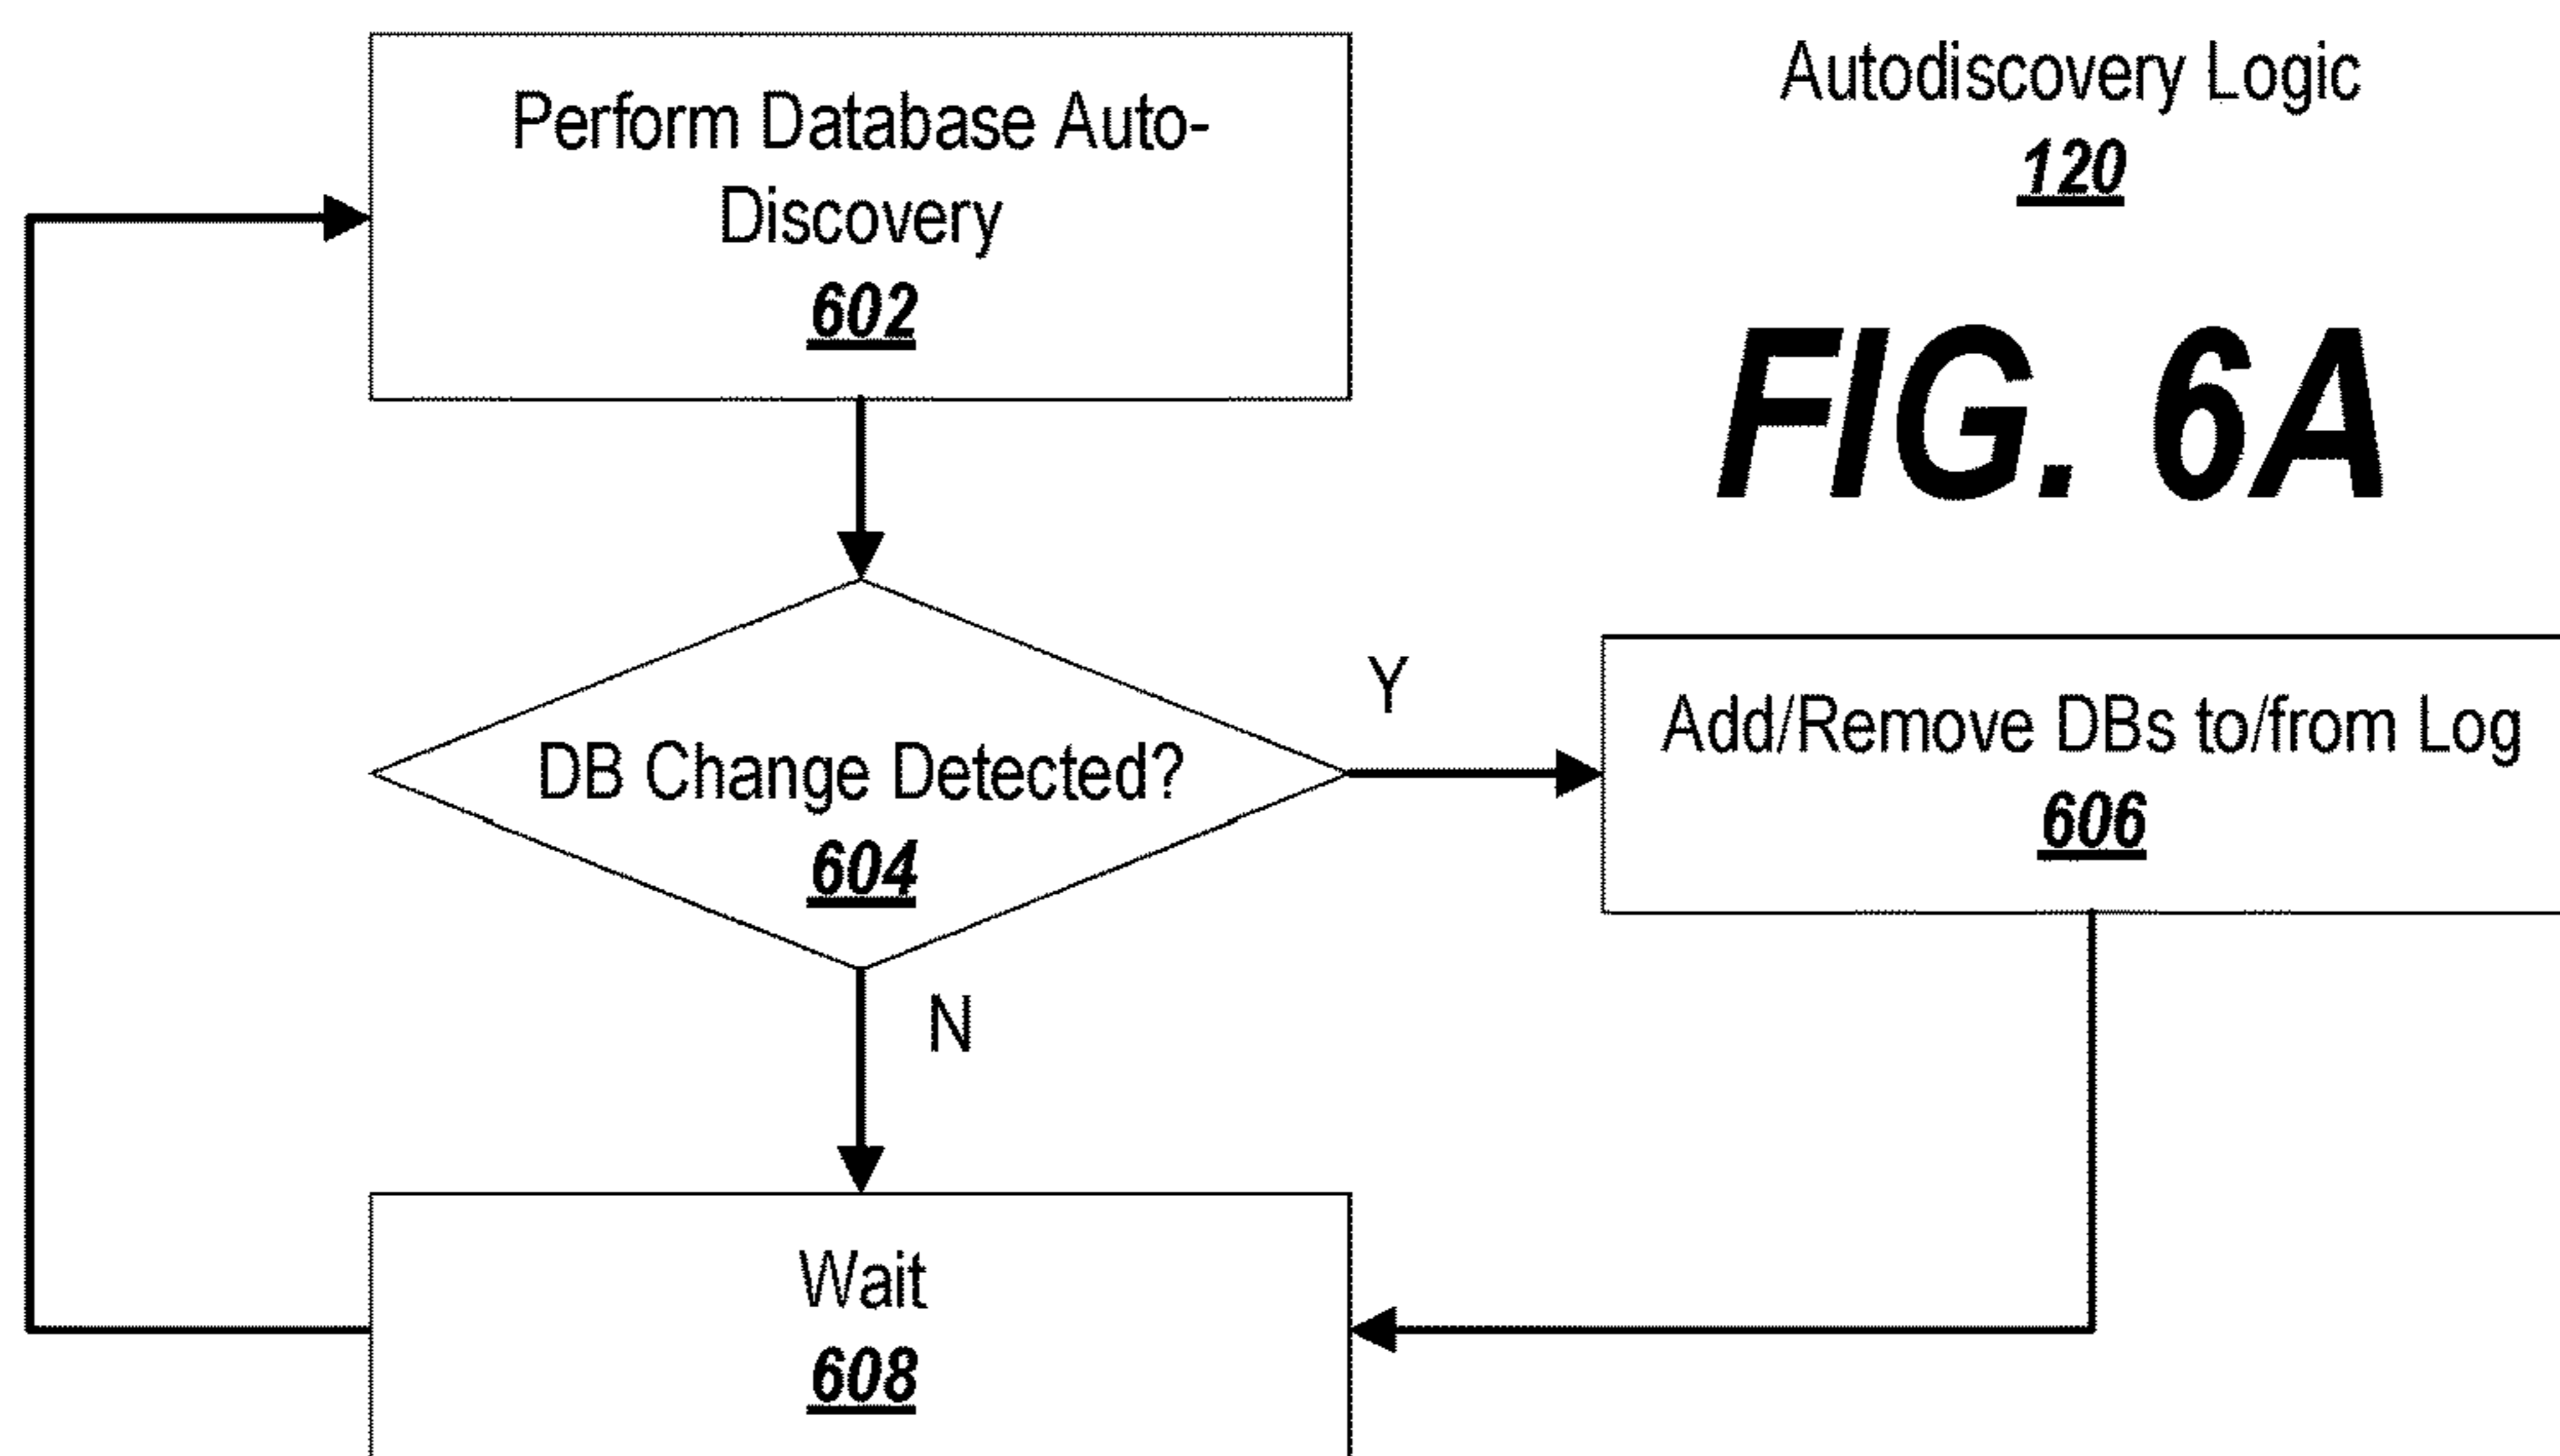 Perform Database Auto-
Discovery
602
Autodiscovery Logic
120
FIG. 6A
DB Change Detected?
604
Y
Add/Remove DBs to/from Log
606
N
Wait
608